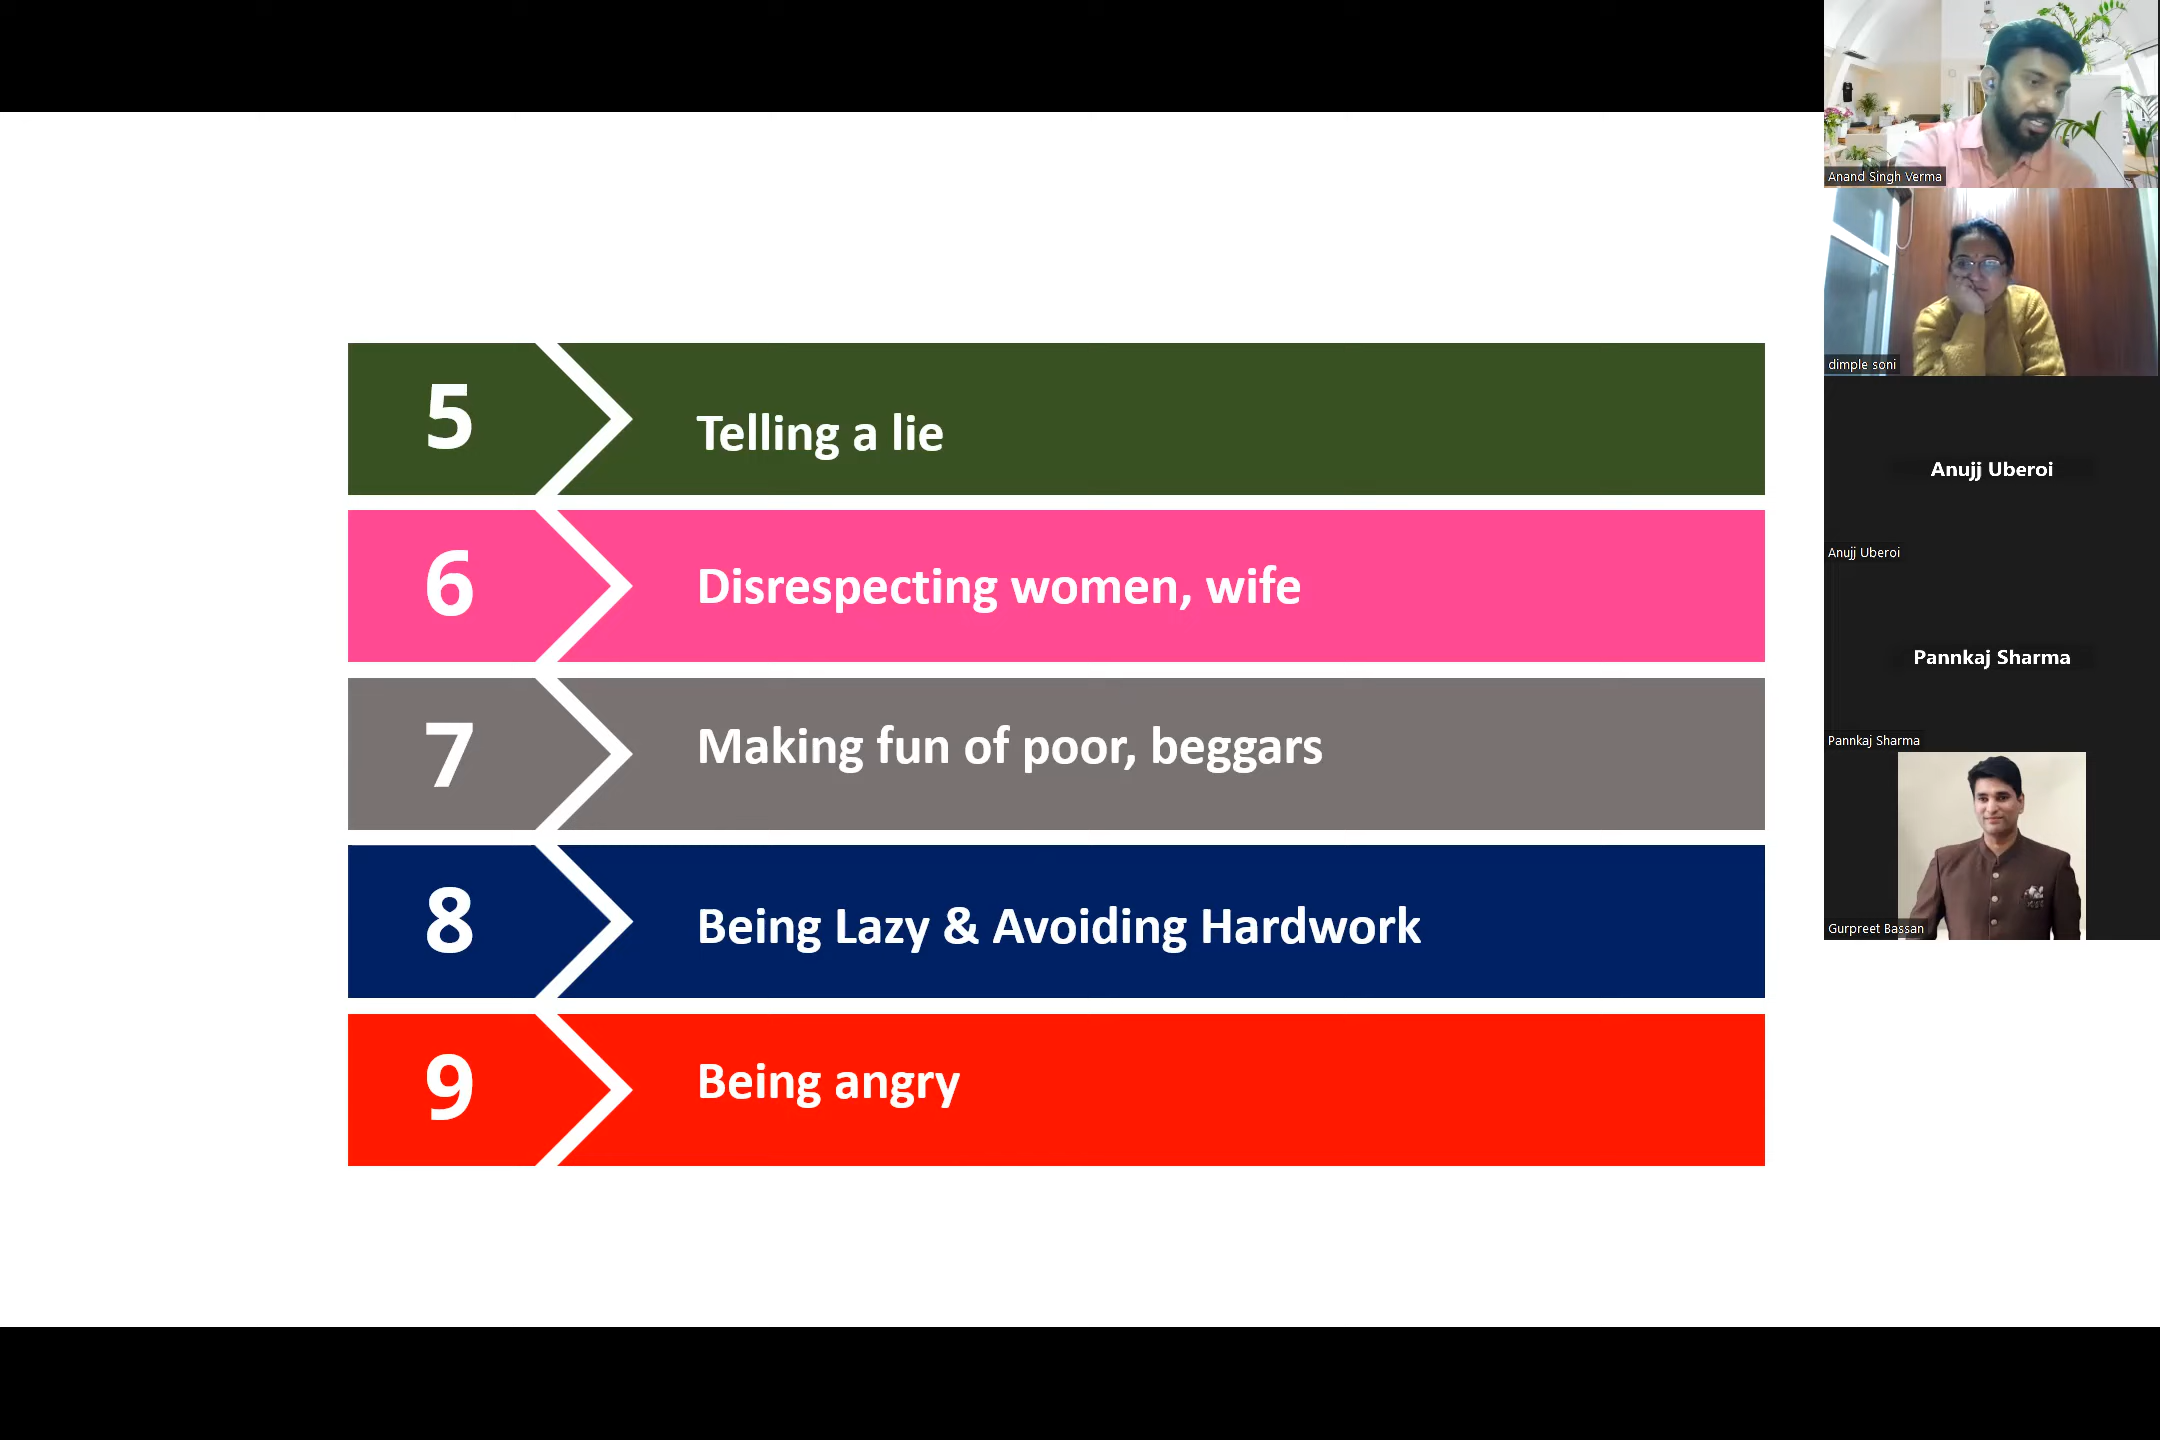 5
Telling a lie
6
Disrespecting women, wife
7
Making fun of poor, beggars
8
Being Lazy & Avoiding Hardwork
9
Being angry
Anand Singh Verma
dimple soni
Anujj Uberoi
Anujj Uberoi
Pannkaj Sharma
Pannkaj Sharma
Gurpreet Bassan